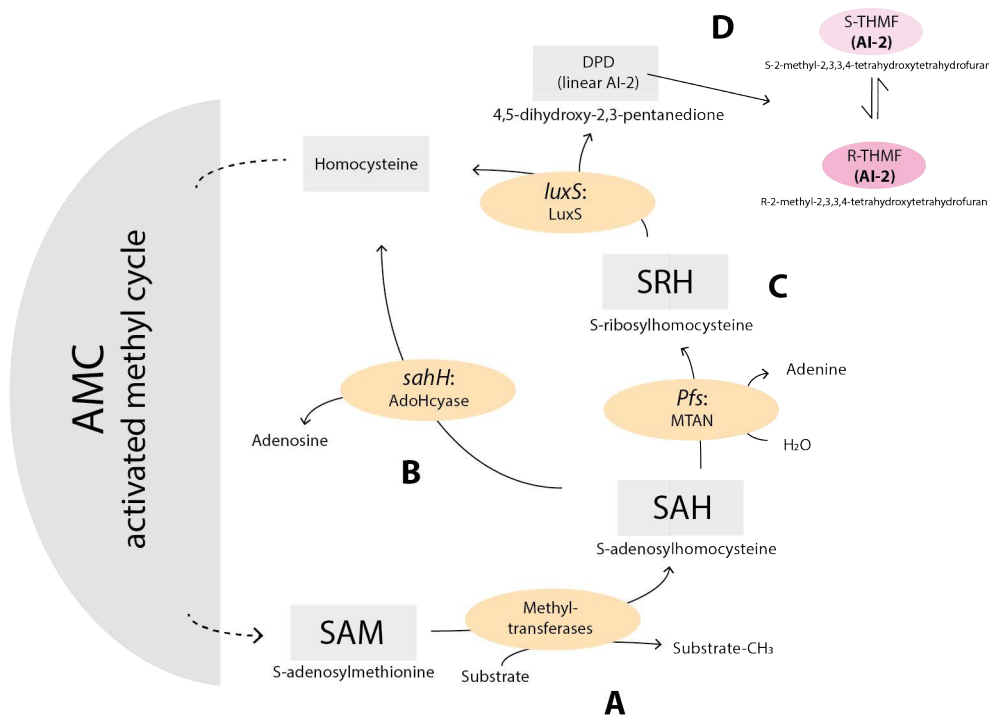 D
S-THMF
(AI-2)
S-2-methyl-2,3,3,4-tetrahydroxytetrahydrofuran
DPD
(linear AI-2)
4,5-dihydroxy-2,3-pentanedione
R-THMF
(AI-2)
R-2-methyl-2,3,3,4-tetrahydroxytetrahydrofuran
Homocysteine
luxS:
LuxS
SRH
S-ribosylhomocysteine
C
AMC
activated methyl cycle
sahH:
AdoHcyase
Adenosine
B
Pfs:
MTAN
Adenine
H₂O
SAH
S-adenosylhomocysteine
SAM
S-adenosylmethionine
Methyl-
transferases
Substrate
Substrate-CH₃
A